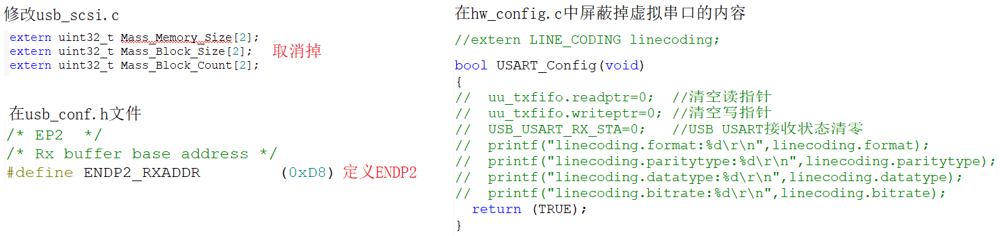 修改usb_scsi.c
extern uint32_t Mass_Memory_Size[2];
extern uint32_t Mass_Block_Size[2];
extern uint32_t Mass_Block_Count[2];
取消掉
在usb_conf.h文件
/* EP2  */
/* Rx buffer base address */
#define ENDP2_RXADDR        (0xD8) 定义ENDP2
在hw_config.c中屏蔽掉虚拟串口的内容
//extern LINE_CODING linecoding;
bool USART_Config(void)
{
//  uu_txfifo.readptr=0;  //清空读指针
//  uu_txfifo.writeptr=0; //清空写指针
//  USB_USART_RX_STA=0;   //USB USART接收状态清零
//  printf("linecoding.format:%d\r\n",linecoding.format);
//  printf("linecoding.paritytype:%d\r\n",linecoding.paritytype);
//  printf("linecoding.datatype:%d\r\n",linecoding.datatype);
//  printf("linecoding.bitrate:%d\r\n",linecoding.bitrate);
  return (TRUE);
}